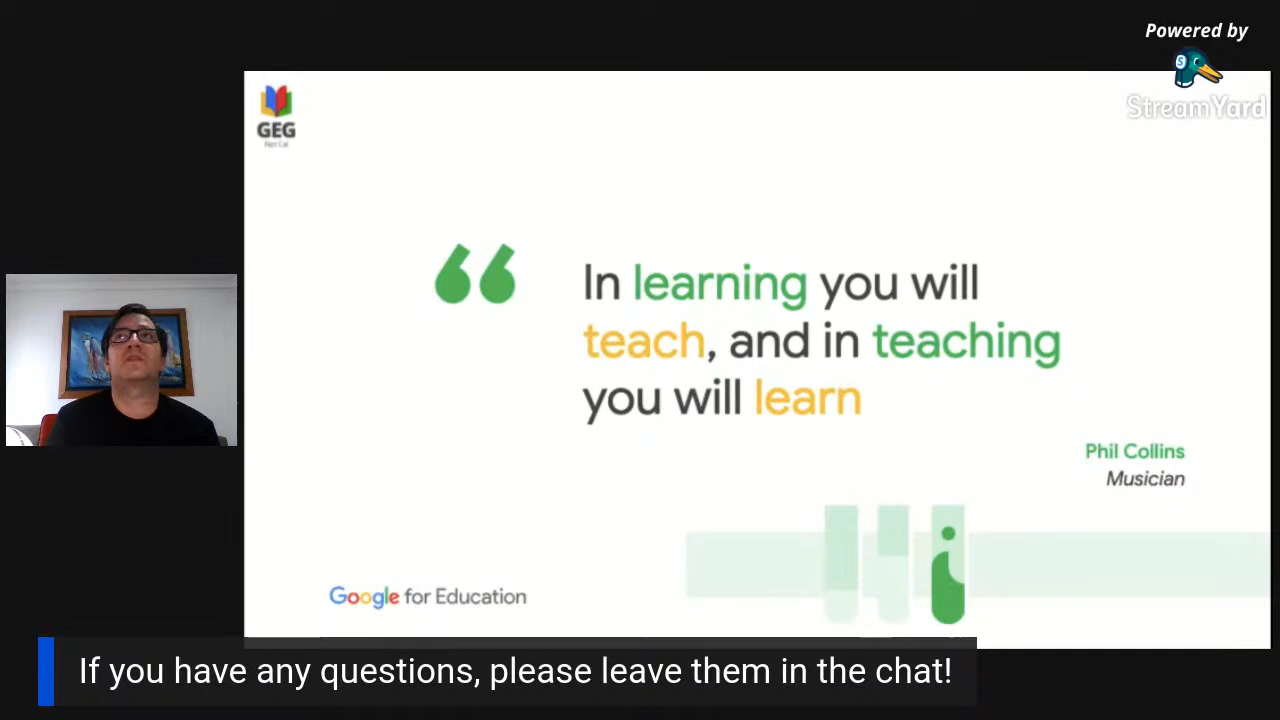 Powered by
StreamYard
GEG
NorCal
In learning you will
teach, and in teaching
you will learn
Phil Collins
Musician
Google for Education
If you have any questions, please leave them in the chat!